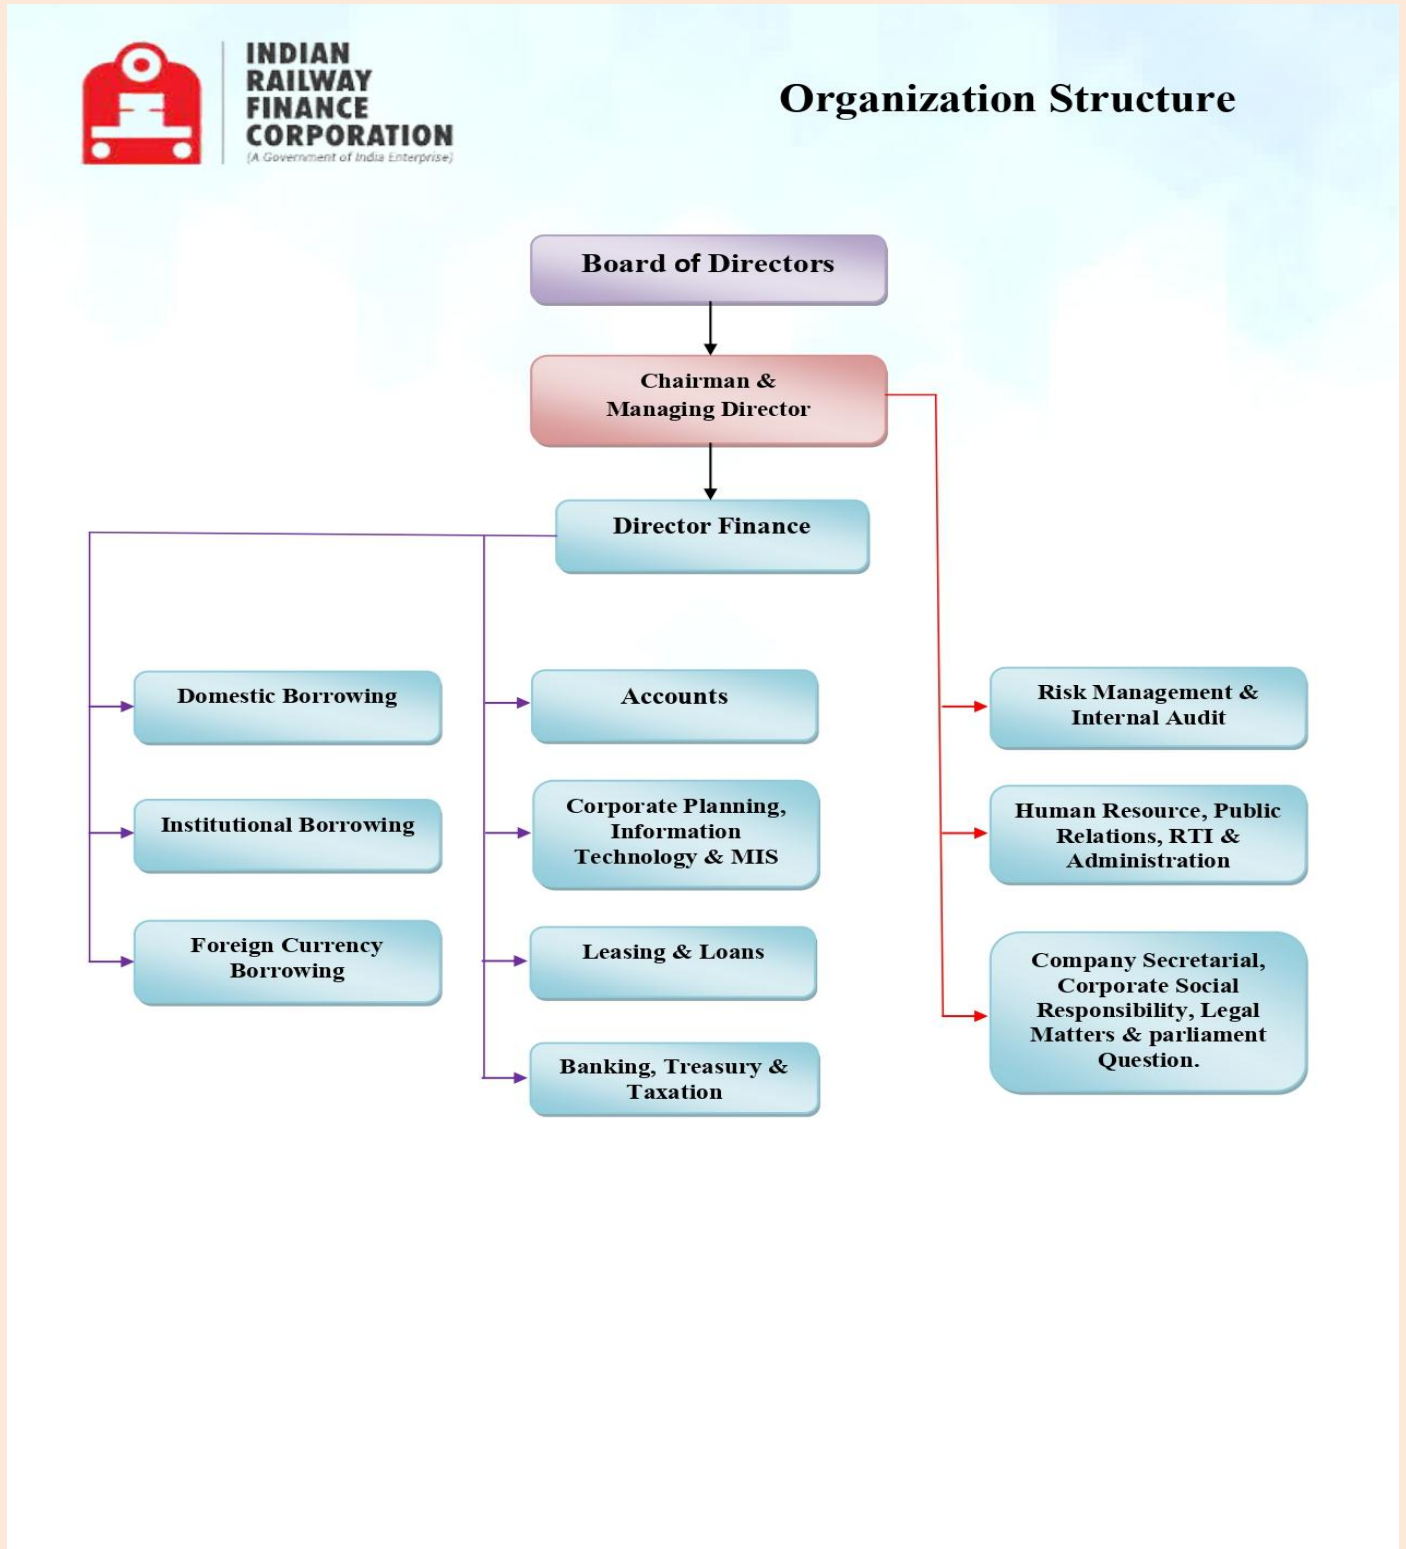 INDIAN
RAILWAY
FINANCE
CORPORATION
(A Government of India Enterprise)
Organization Structure
Board of Directors
Chairman &
Managing Director
Director Finance
Domestic Borrowing
Institutional Borrowing
Foreign Currency
Borrowing
Accounts
Corporate Planning,
Information
Technology & MIS
Leasing & Loans
Banking, Treasury &
Taxation
Risk Management &
Internal Audit
Human Resource, Public
Relations, RTI &
Administration
Company Secretarial,
Corporate Social
Responsibility, Legal
Matters & parliament
Question.